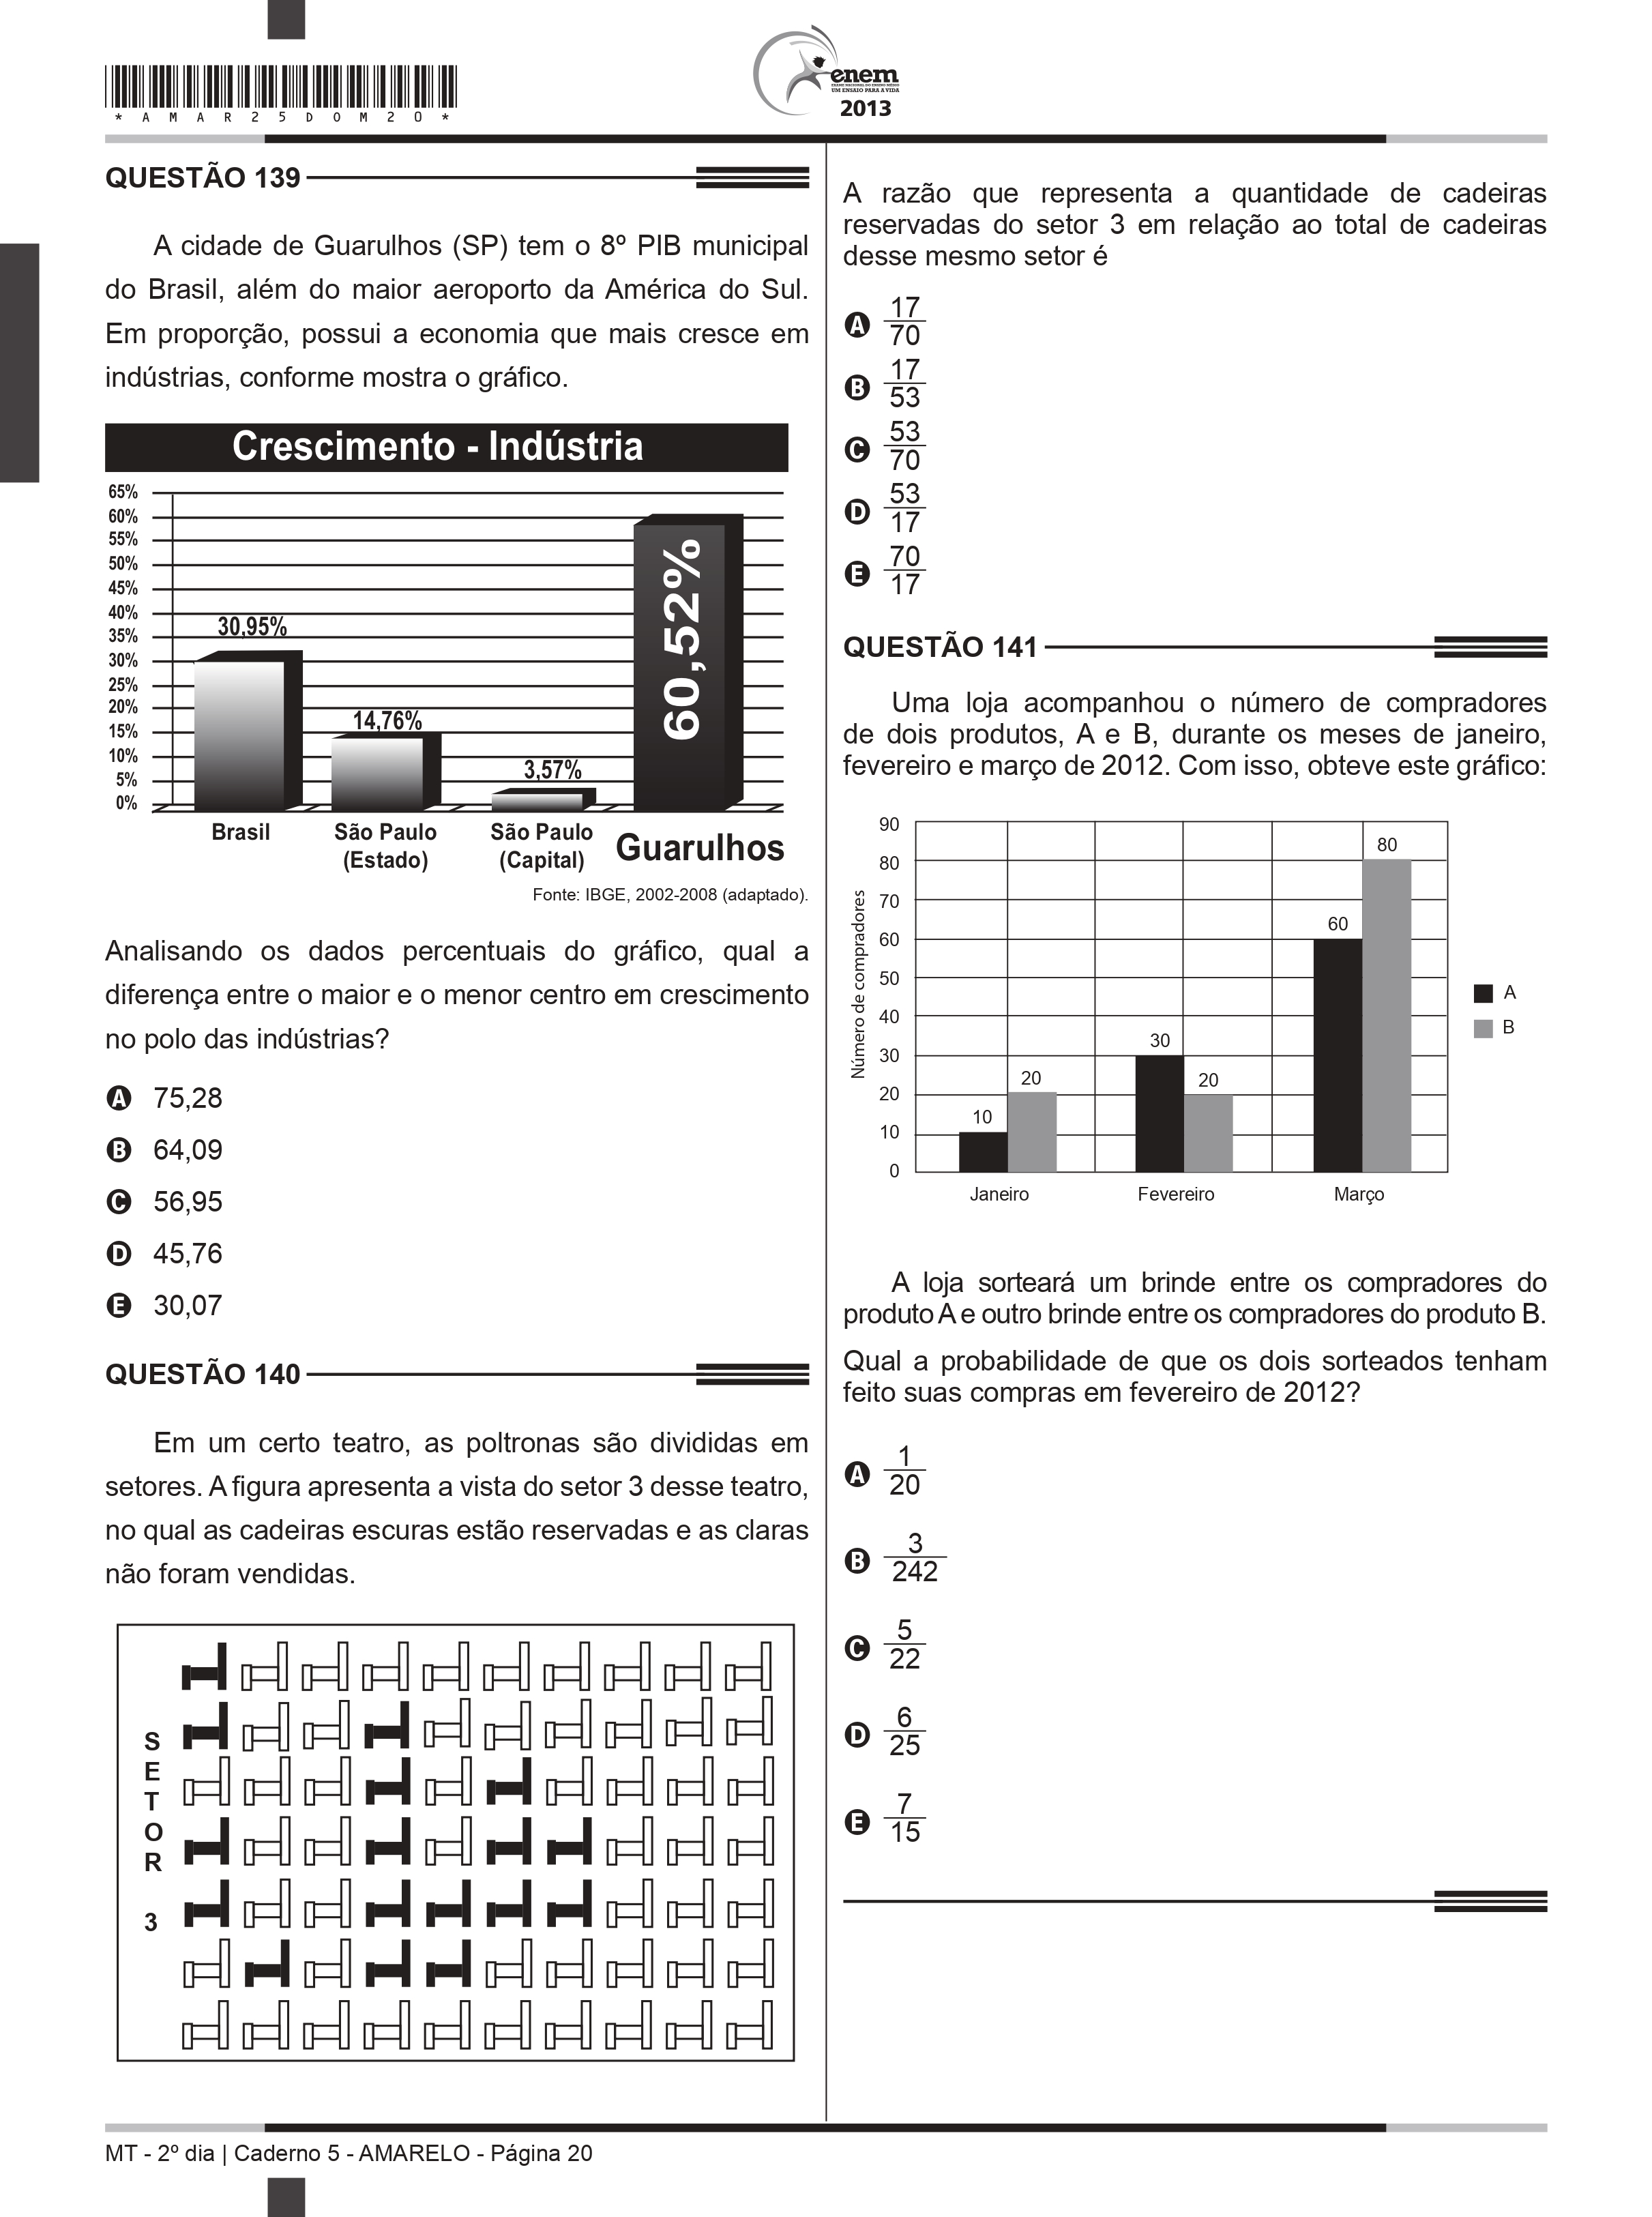 * A M A R 2 5 D O M 2 0 *
enem
EXAME NACIONAL DO ENSINO MÉDIO
UM ENSAIO PARA A VIDA
2013
QUESTÃO 139
A cidade de Guarulhos (SP) tem o 8º PIB municipal
do Brasil, além do maior aeroporto da América do Sul.
Em proporção, possui a economia que mais cresce em
indústrias, conforme mostra o gráfico.
Crescimento - Indústria
65%
60%
55%
50%
45%
40%
35%
30%
25%
20%
15%
10%
5%
0%
30,95%
14,76%
3,57%
60,52%
Brasil
São Paulo
(Estado)
São Paulo
(Capital)
Guarulhos
Fonte: IBGE, 2002-2008 (adaptado).
Analisando os dados percentuais do gráfico, qual a
diferença entre o maior e o menor centro em crescimento
no polo das indústrias?
A 75,28
B 64,09
C 56,95
D 45,76
E 30,07
QUESTÃO 140
Em um certo teatro, as poltronas são divididas em
setores. A figura apresenta a vista do setor 3 desse teatro,
no qual as cadeiras escuras estão reservadas e as claras
não foram vendidas.
SETOR 3
A razão que representa a quantidade de cadeiras
reservadas do setor 3 em relação ao total de cadeiras
desse mesmo setor é
A 17/70
B 17/53
C 53/70
D 53/17
E 70/17
QUESTÃO 141
Uma loja acompanhou o número de compradores
de dois produtos, A e B, durante os meses de janeiro,
fevereiro e março de 2012. Com isso, obteve este gráfico:
Número de compradores
90
80
70
60
50
40
30
20
10
0
10
20
30
20
60
80
Janeiro
Fevereiro
Março
A
B
A loja sorteará um brinde entre os compradores do
produto A e outro brinde entre os compradores do produto B.
Qual a probabilidade de que os dois sorteados tenham
feito suas compras em fevereiro de 2012?
A 1/20
B 3/242
C 5/22
D 6/25
E 7/15
MT - 2º dia | Caderno 5 - AMARELO - Página 20